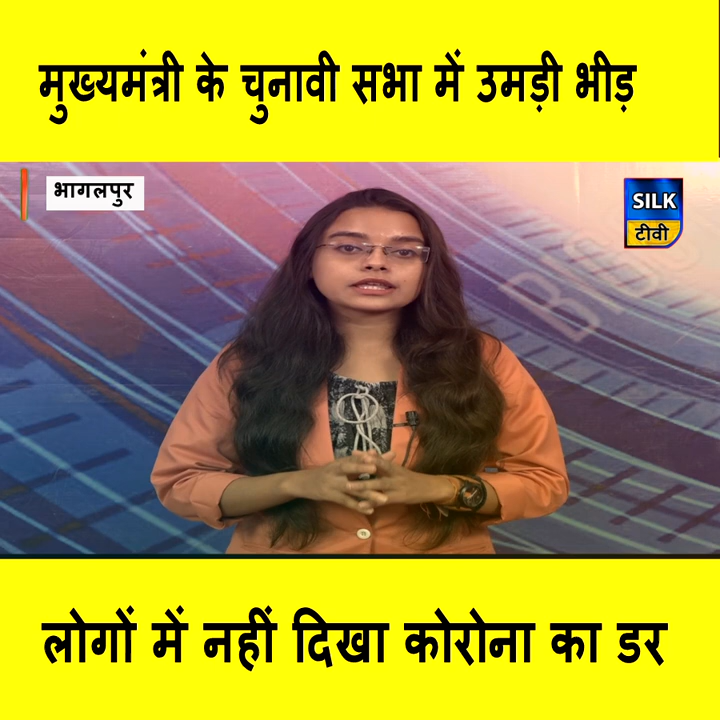 मुख्यमंत्री के चुनावी सभा में उमड़ी भीड़
भागलपुर
SILK
टीवी
लोगों में नहीं दिखा कोरोना का डर